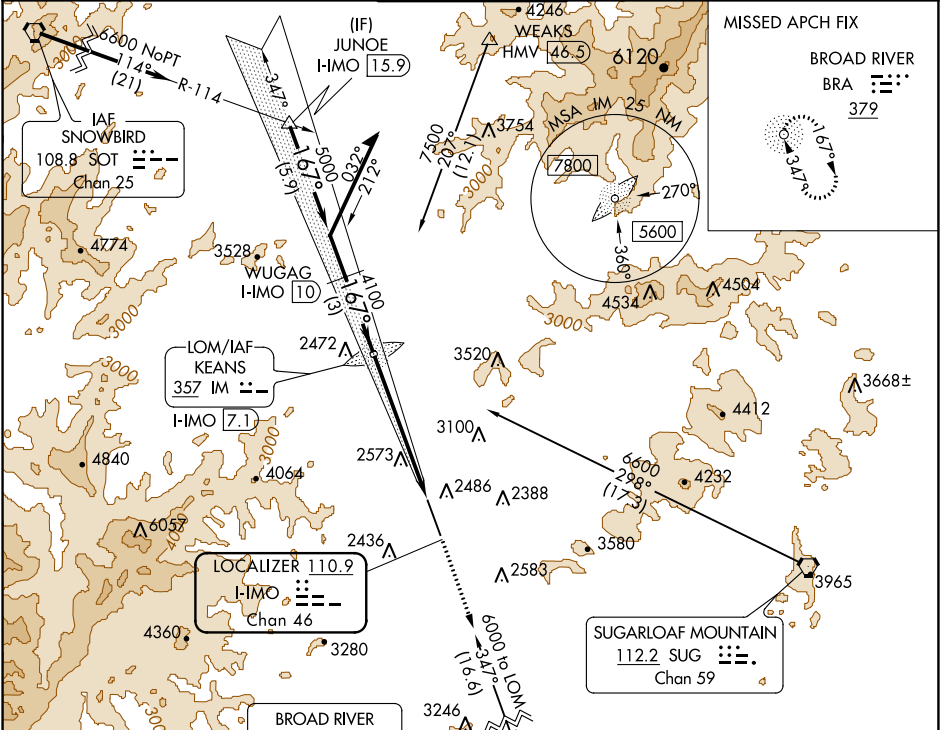 6600 NoPT
114°
(21)
R-114
3000
IAF
SNOWBIRD
108.8 SOT
Chan 25
(IF)
JUNOE
I-IMO 15.9
347°
167°
5000
(5.9)
032°
212°
4246
WEAKS
HMV 46.5
6120
3754
7500
207°
(12.1)
3000
MSA IM 25 NM
7800
270°
5600
360°
MISSED APCH FIX
BROAD RIVER
BRA
379
167°
347°
4774
3528
3000
WUGAG
I-IMO 10
4100
167°
(3)
4534
4504
3000
3000
2472
LOM/IAF
KEANS
357 IM
I-IMO 7.1
3520
3668±
4412
3100
4840
3000
4064
2573
6600
298°
(17.3)
4232
2486
2388
6057
4000
2436
3580
LOCALIZER 110.9
I-IMO
Chan 46
2583
3965
4360
3280
SUGARLOAF MOUNTAIN
112.2 SUG
Chan 59
6000 to LOM
347°
(16.6)
3000
BROAD RIVER
3246